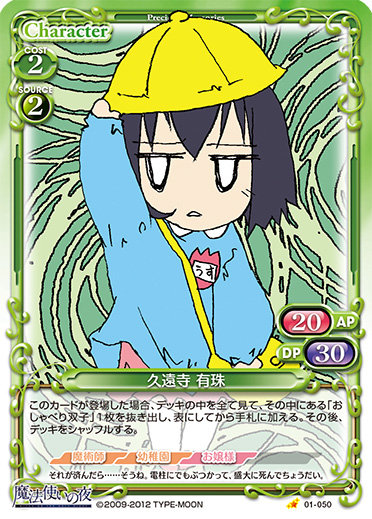 Precious Memories
Character
COST
2
SOURCE
2
うす
20 AP
DP 30
久遠寺 有珠
このカードが登場した場合、デッキの中を全て見て、その中にある「お
しゃべり双子」1枚を抜き出し、表にしてから手札に加える。その後、
デッキをシャッフルする。
魔術師 幼稚園 お嬢様
それが済んだら……そうね、電柱にでもぶつかって、盛大に死んでちょうだい。
魔法使いの夜 ©2009-2012 TYPE-MOON 01-050